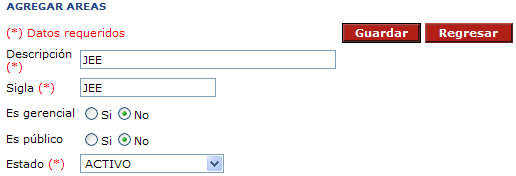 AGREGAR AREAS
(*) Datos requeridos
Guardar
Regresar
Descripción
(*)
JEE
Sigla (*)
JEE
Es gerencial
Si
No
Es público
Si
No
Estado (*)
ACTIVO